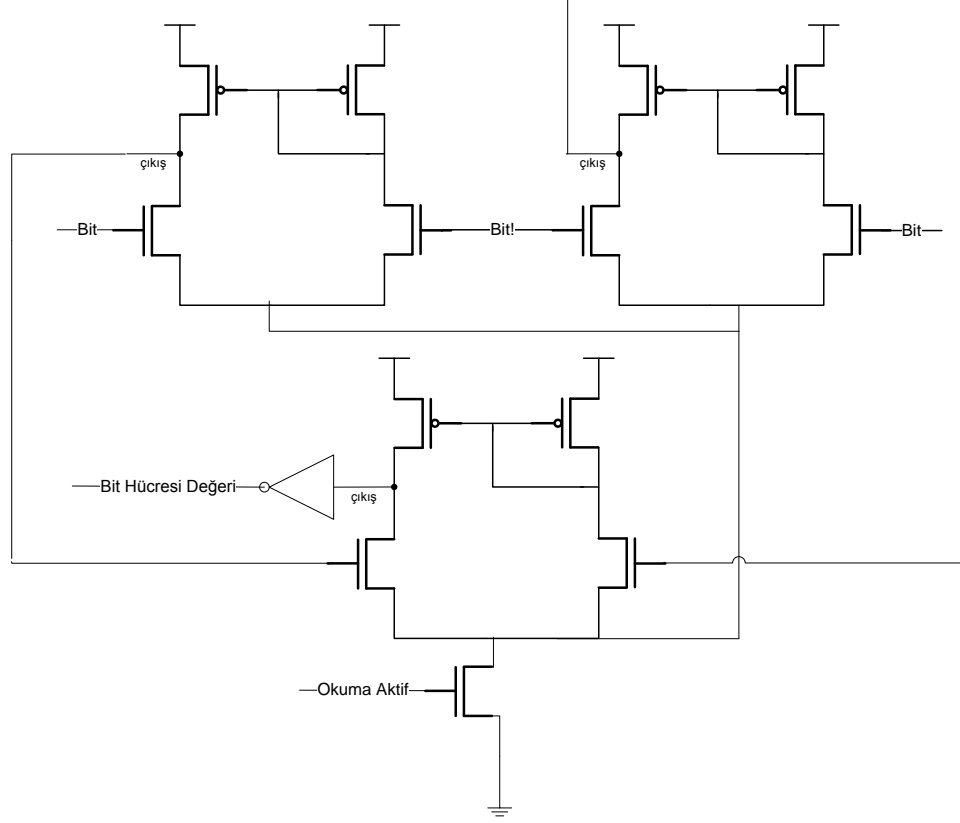 çıkış
çıkış
Bit
Bit!
Bit
Bit Hücresi Değeri
çıkış
Okuma Aktif